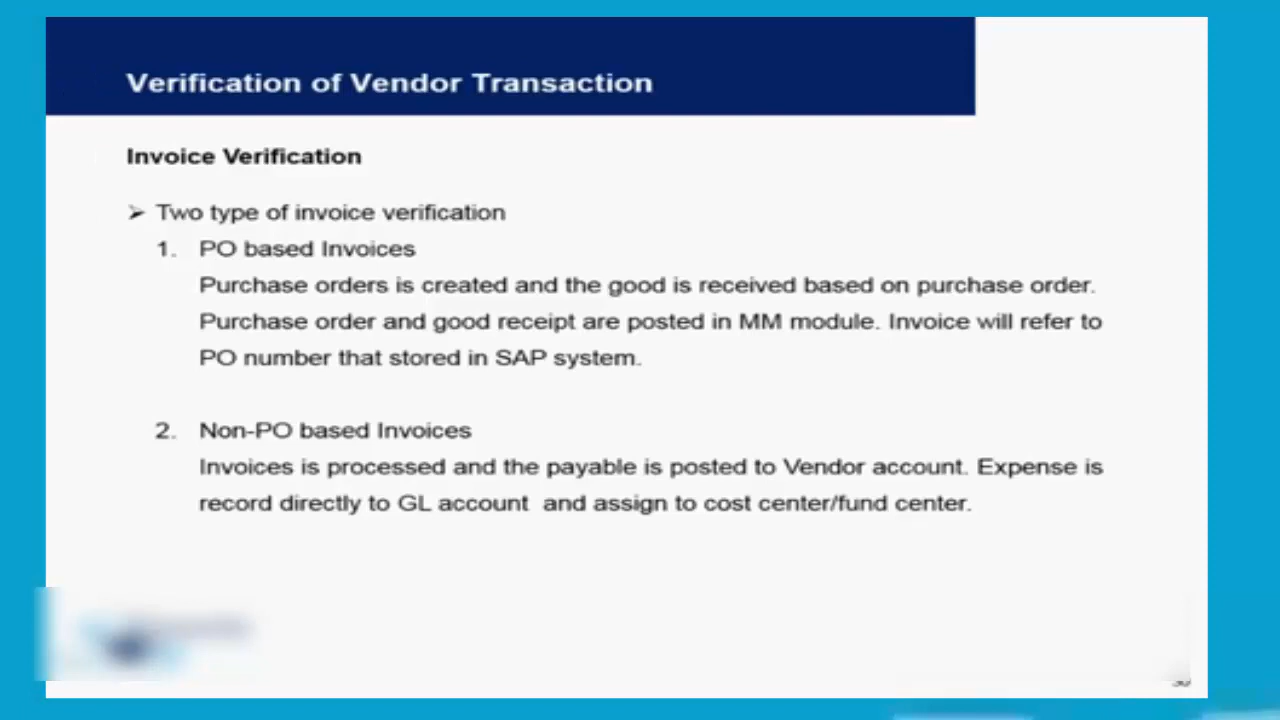 Verification of Vendor Transaction
Invoice Verification
➢ Two type of invoice verification
1. PO based Invoices
Purchase orders is created and the good is received based on purchase order.
Purchase order and good receipt are posted in MM module. Invoice will refer to
PO number that stored in SAP system.
2. Non-PO based Invoices
Invoices is processed and the payable is posted to Vendor account. Expense is
record directly to GL account and assign to cost center/fund center.